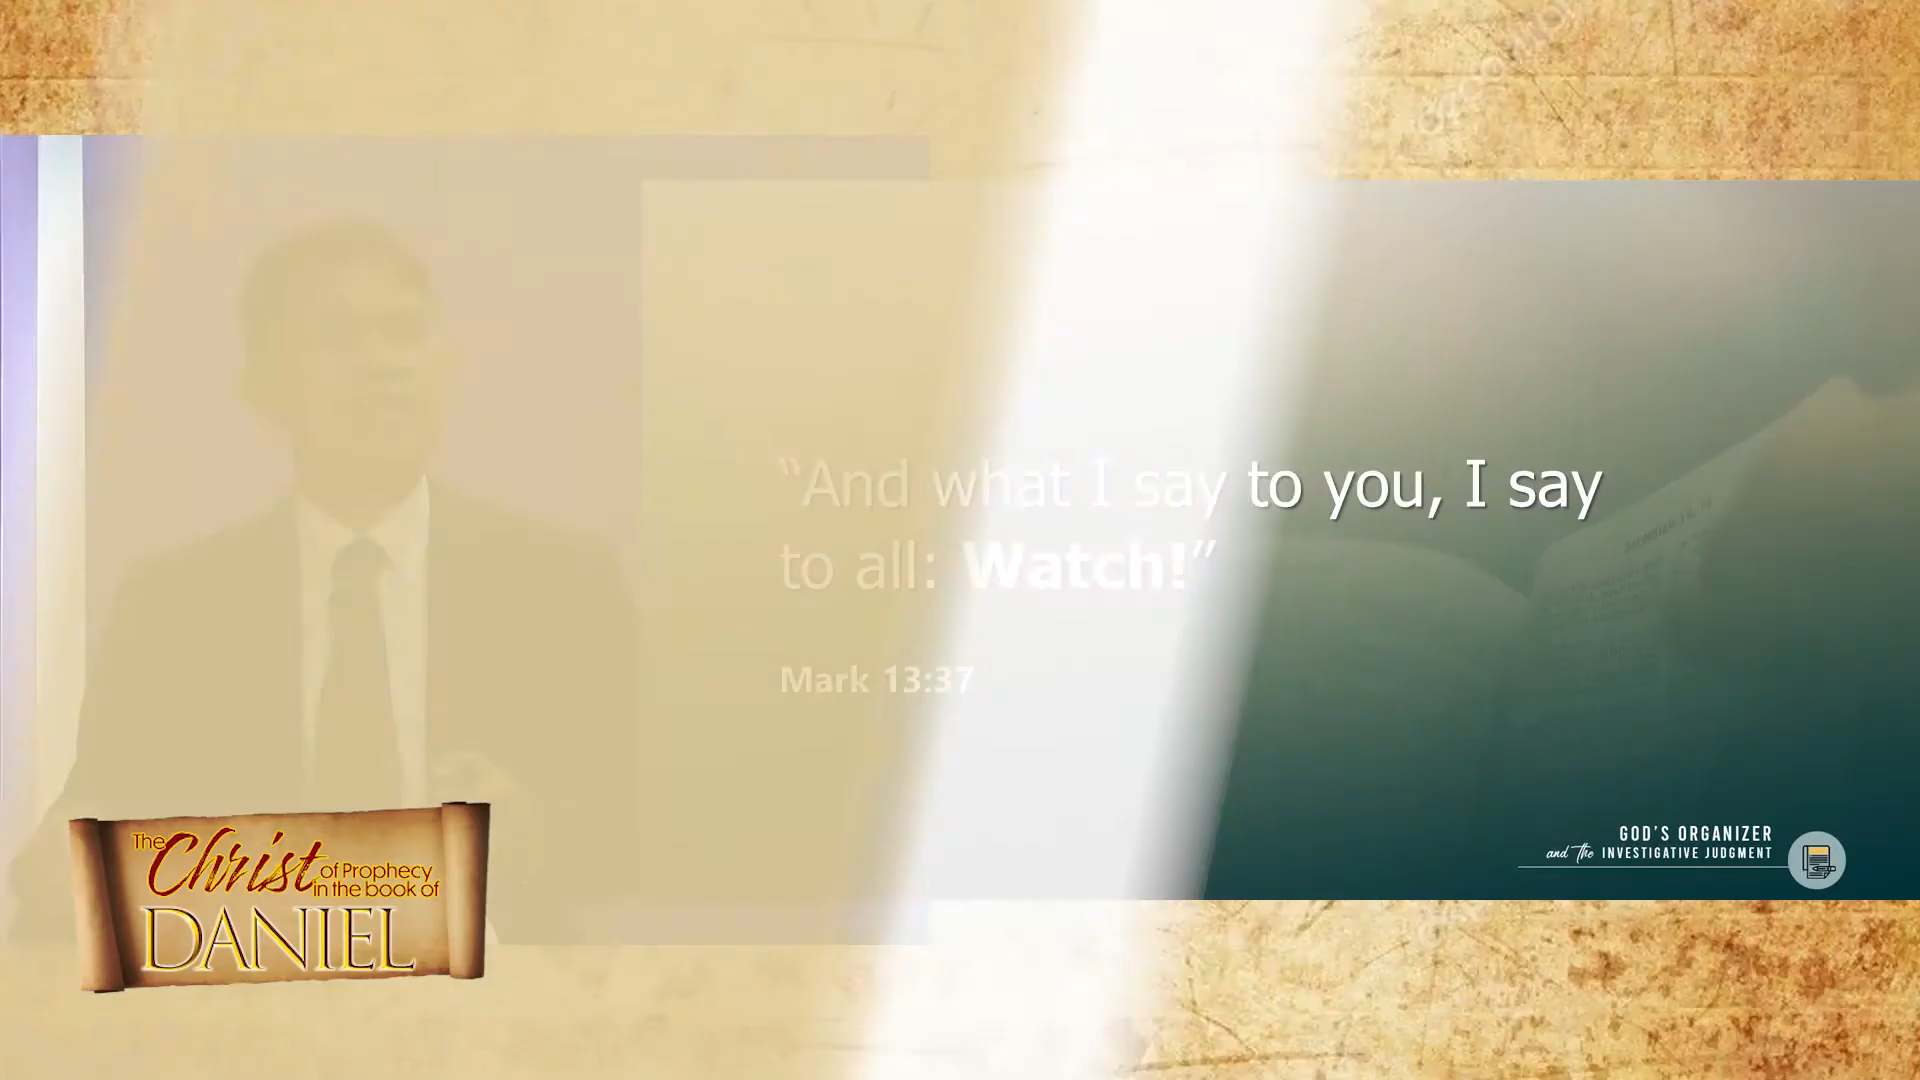 “And what I say to you, I say
to all: Watch!”
Mark 13:37
GOD'S ORGANIZER
and The INVESTIGATIVE JUDGMENT
The Christ of Prophecy
in the book of
DANIEL